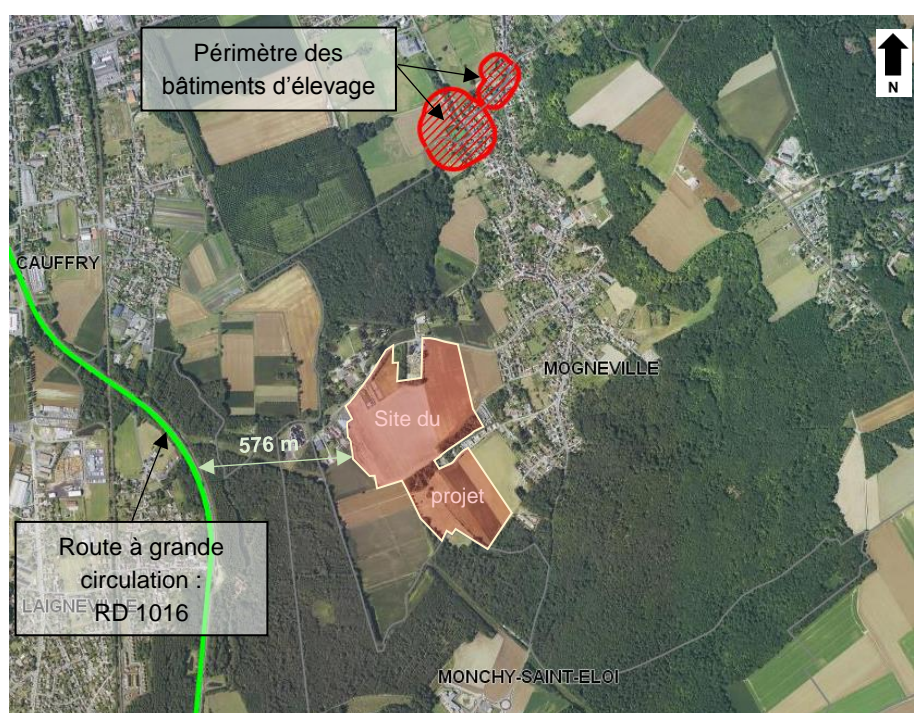 Périmètre des
bâtiments d'élevage
N
CAUFFRY
MOGNEVILLE
Site du
576 m
projet
Route à grande
circulation :
RD 1016
LAIGNEVILLE
MONCHY-SAINT-ELOI